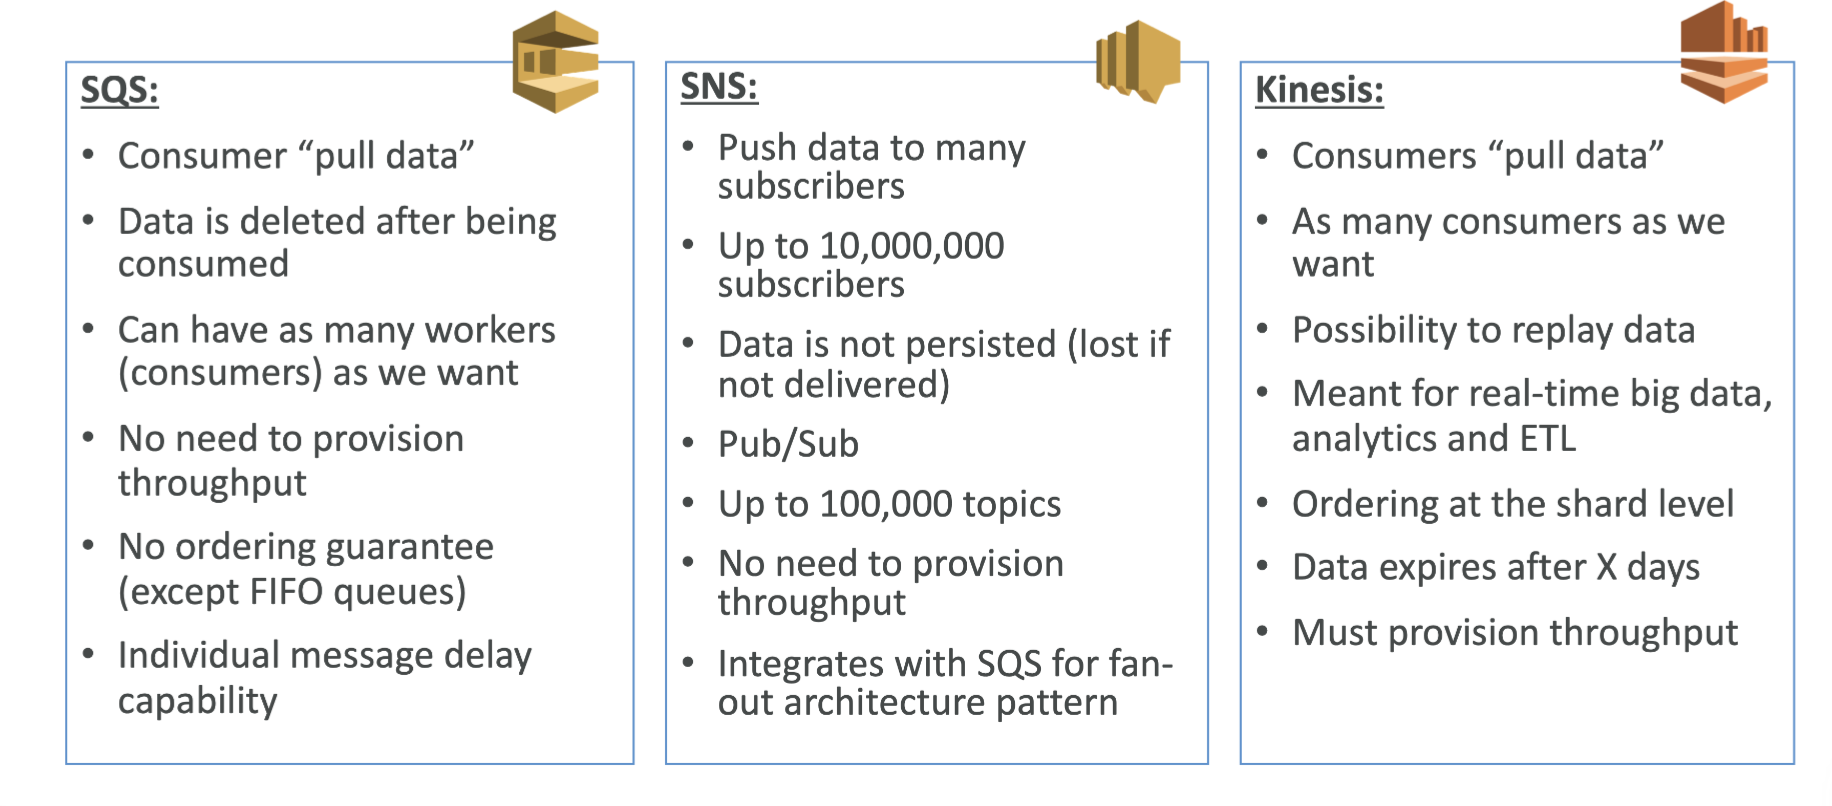 SQS:
• Consumer “pull data”
• Data is deleted after being
consumed
• Can have as many workers
(consumers) as we want
• No need to provision
throughput
• No ordering guarantee
(except FIFO queues)
• Individual message delay
capability
SNS:
• Push data to many
subscribers
• Up to 10,000,000
subscribers
• Data is not persisted (lost if
not delivered)
• Pub/Sub
• Up to 100,000 topics
• No need to provision
throughput
• Integrates with SQS for fan-
out architecture pattern
Kinesis:
• Consumers “pull data”
• As many consumers as we
want
• Possibility to replay data
• Meant for real-time big data,
analytics and ETL
• Ordering at the shard level
• Data expires after X days
• Must provision throughput